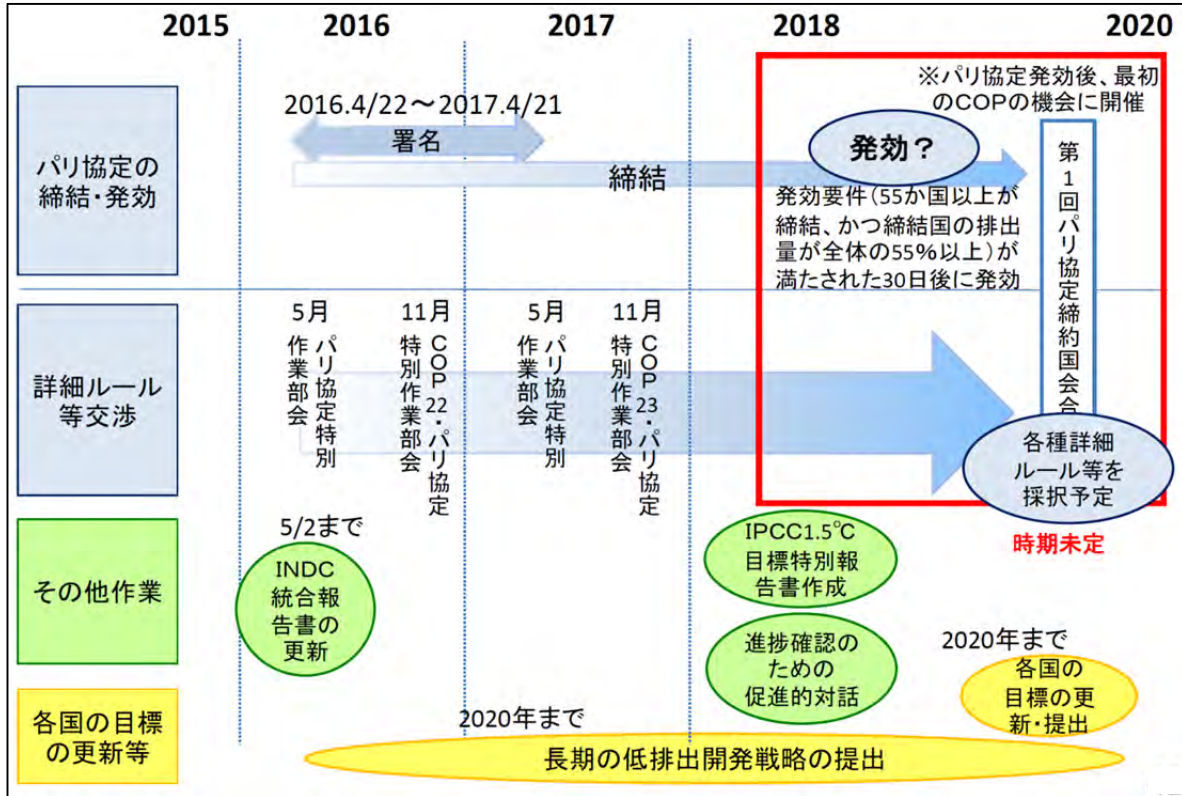 2015 2016 2017 2018 2020
パリ協定の
締結・発効
2016.4/22～2017.4/21
署名
締結
発効？
※パリ協定発効後、最初
のCOPの機会に開催
発効要件（55か国以上が
締結、かつ締結国の排出
量が全体の55%以上）が
満たされた30日後に発効
第1回パリ協定締約国会合
詳細ルール
等交渉
5月
パリ協定特別
作業部会
11月
COP22・パリ協定
特別作業部会
5月
パリ協定特別
作業部会
11月
COP23・パリ協定
特別作業部会
各種詳細
ルール等を
採択予定
時期未定
その他作業
5/2まで
INDC
統合報
告書の
更新
IPCC1.5℃
目標特別報
告書作成
進捗確認の
ための
促進的対話
各国の目標
の更新等
2020年まで
長期の低排出開発戦略の提出
2020年まで
各国の
目標の更
新・提出